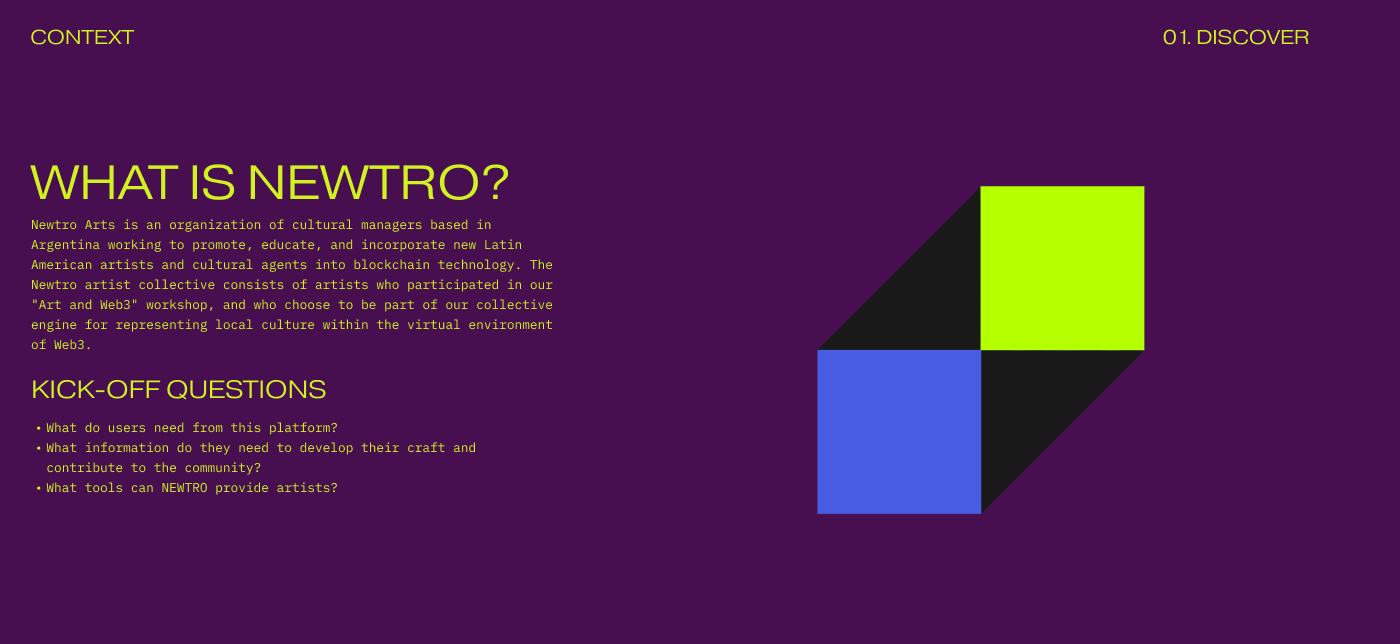 CONTEXT
01. DISCOVER
WHAT IS NEWTRO?
Newtro Arts is an organization of cultural managers based in
Argentina working to promote, educate, and incorporate new Latin
American artists and cultural agents into blockchain technology. The
Newtro artist collective consists of artists who participated in our
"Art and Web3" workshop, and who choose to be part of our collective
engine for representing local culture within the virtual environment
of Web3.
KICK-OFF QUESTIONS
• What do users need from this platform?
• What information do they need to develop their craft and
contribute to the community?
• What tools can NEWTRO provide artists?